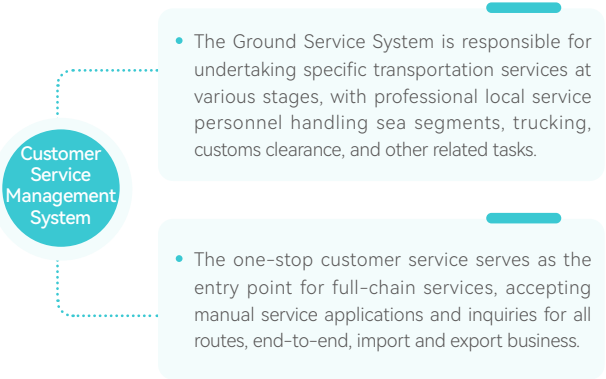 The Ground Service System is responsible for
undertaking specific transportation services at
various stages, with professional local service
personnel handling sea segments, trucking,
customs clearance, and other related tasks.
Customer
Service
Management
System
The one-stop customer service serves as the
entry point for full-chain services, accepting
manual service applications and inquiries for all
routes, end-to-end, import and export business.